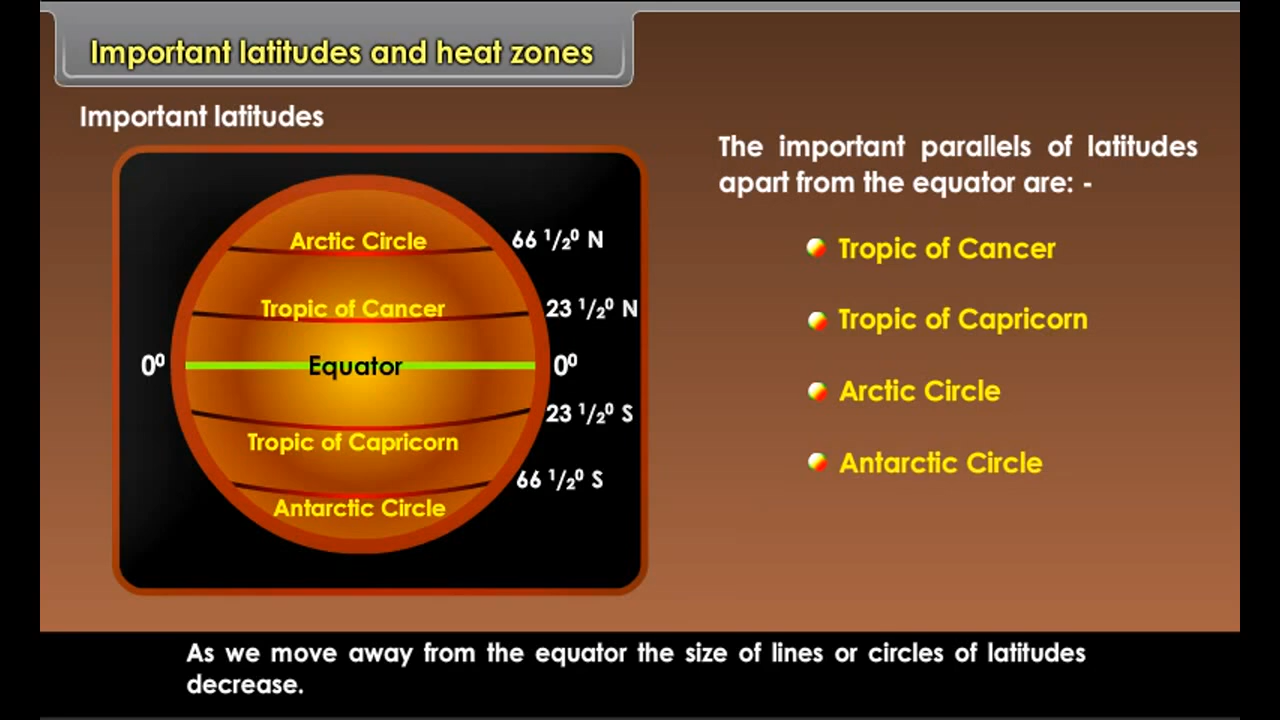 Important latitudes and heat zones
Important latitudes
The important parallels of latitudes
apart from the equator are: -
Tropic of Cancer
Tropic of Capricorn
Arctic Circle
Antarctic Circle
Arctic Circle
66 1/2⁰ N
Tropic of Cancer
23 1/2⁰ N
0⁰
Equator
0⁰
23 1/2⁰ S
Tropic of Capricorn
66 1/2⁰ S
Antarctic Circle
As we move away from the equator the size of lines or circles of latitudes
decrease.